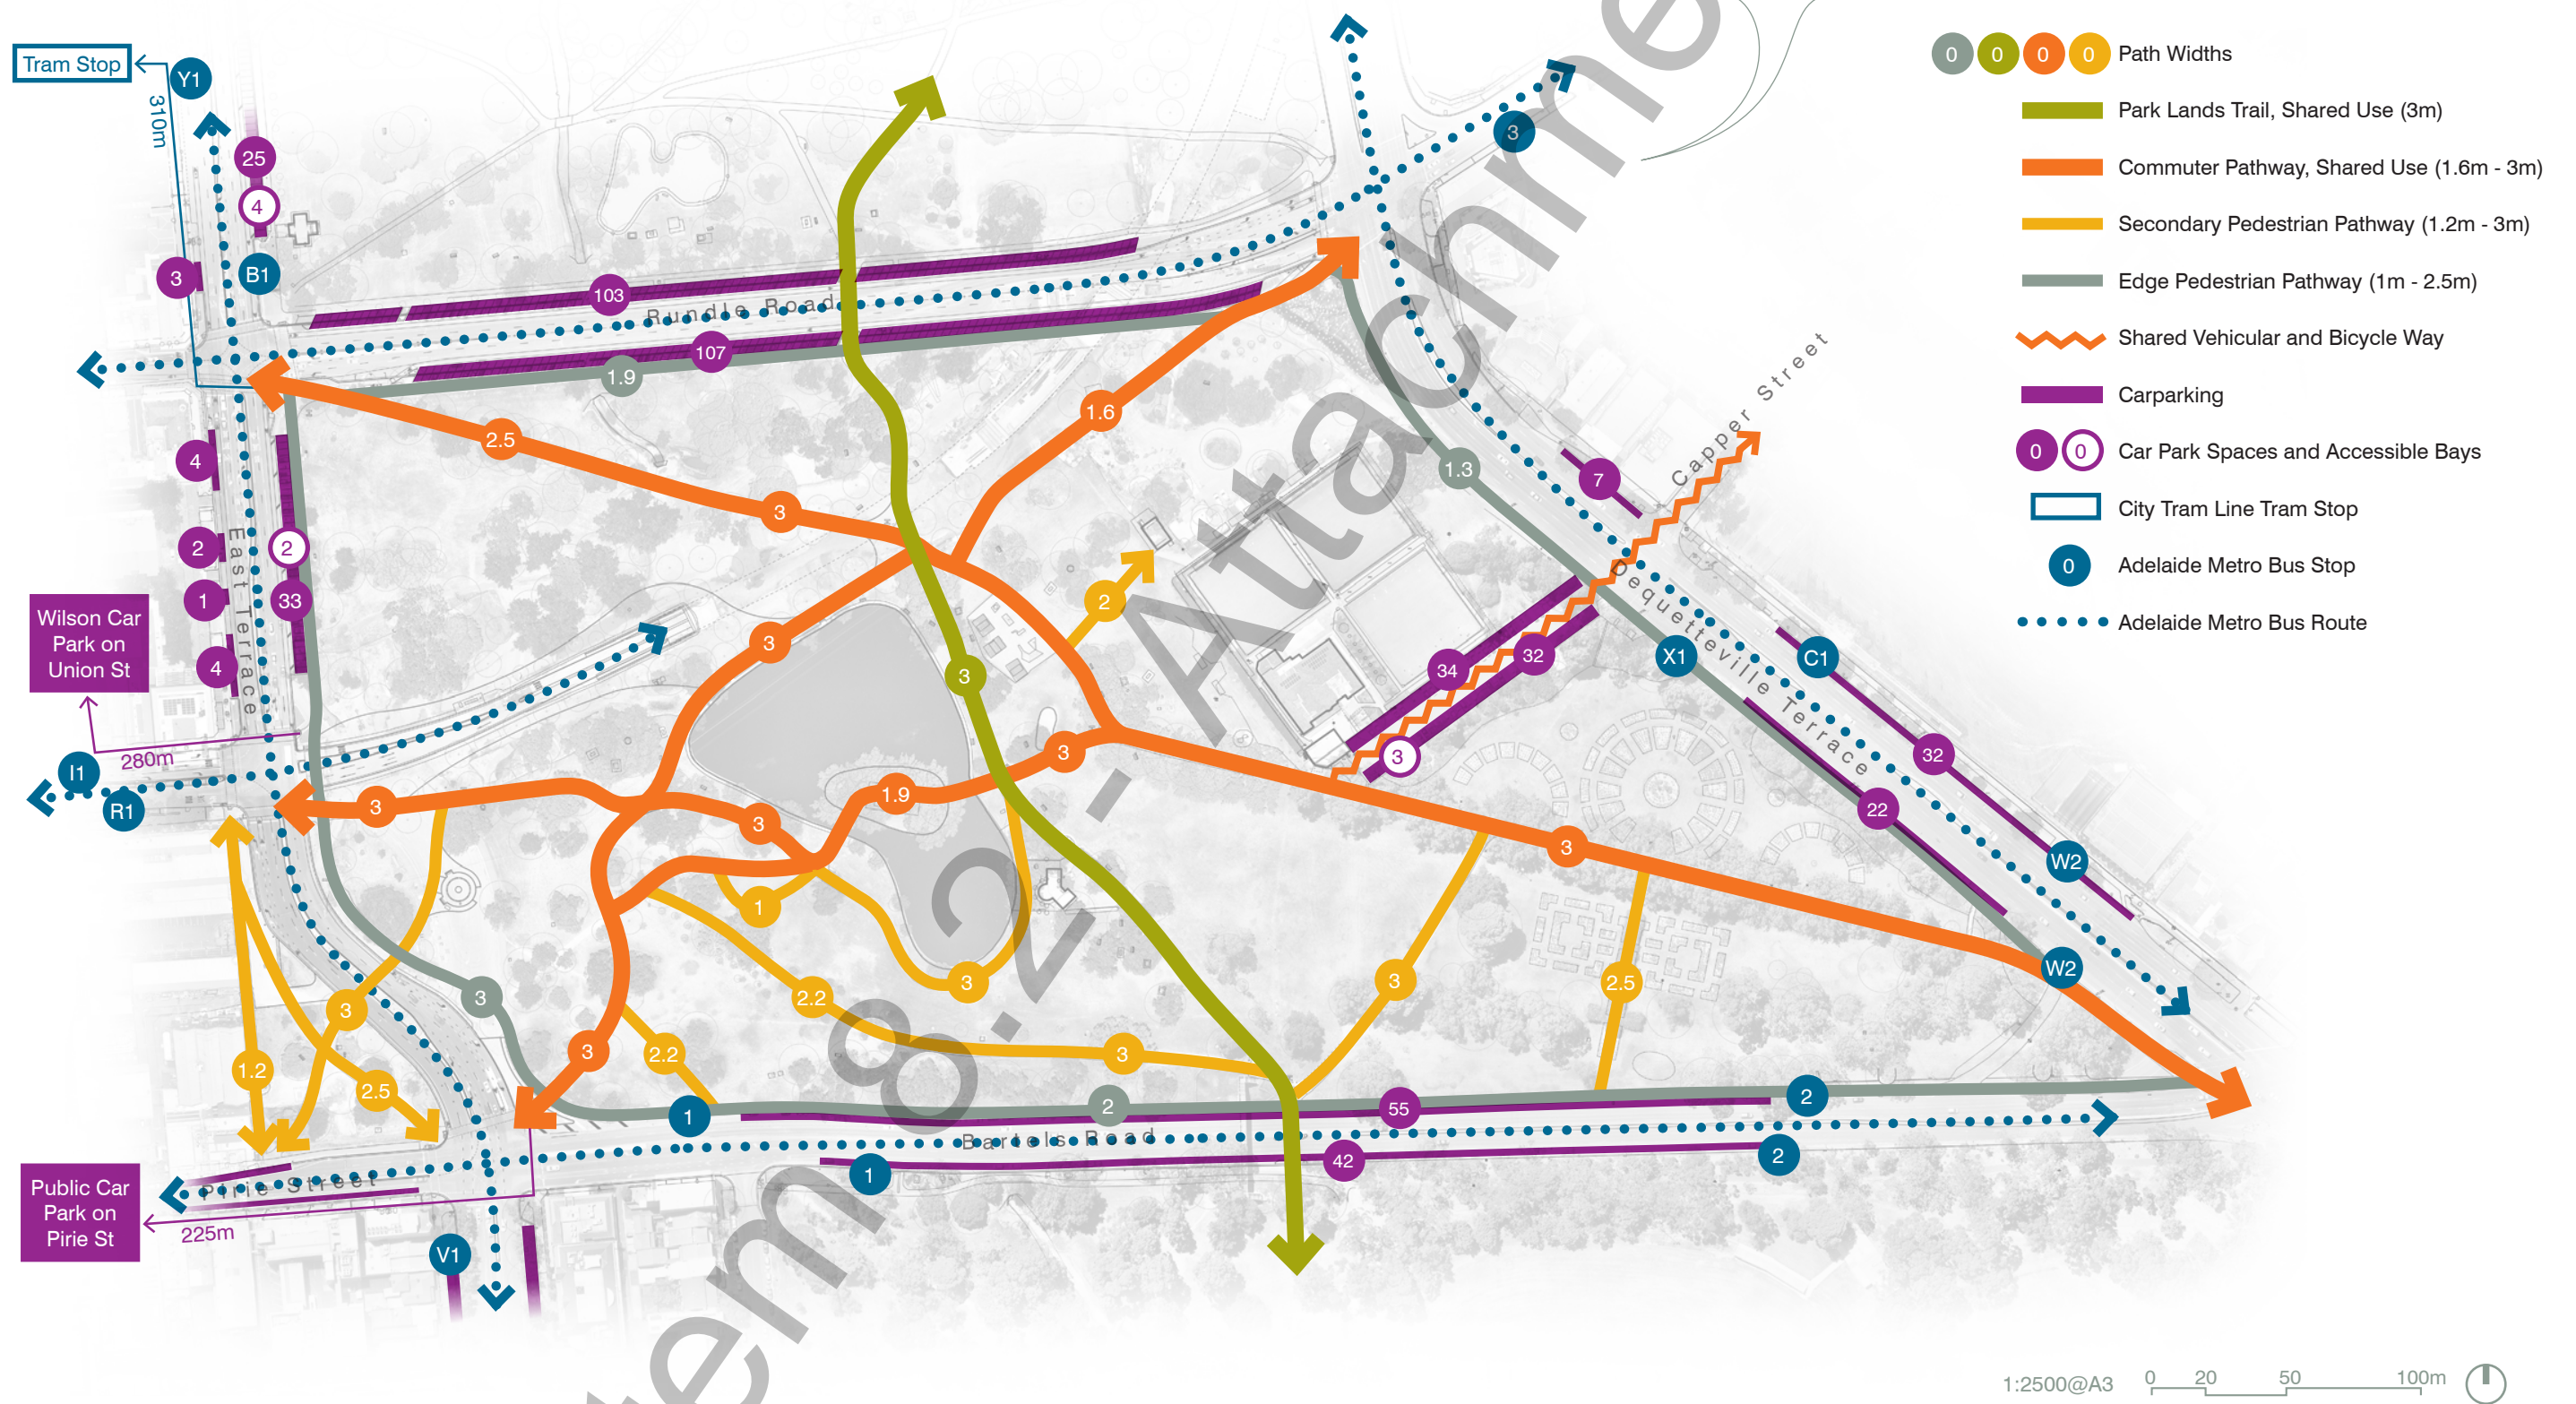 Tram Stop
Y1
310m
25
4
3
B1
3
103
Rundle Road
107
1.9
2.5
1.6
3
4
2
2
1
33
4
East Terrace
Wilson Car
Park on
Union St
280m
I1
R1
1.3
7
Capper Street
Dequetteville Terrace
2
3
3
34
32
3
X1
C1
32
22
W2
W2
3
3
1.9
3
3
1
3
2.2
3
3
2.5
3
3
1.2
2.5
3
2.2
1
2
55
2
Bartels Road
1
42
2
Pirie Street
Public Car
Park on
Pirie St
225m
V1
0 0 0 0 Path Widths
Park Lands Trail, Shared Use (3m)
Commuter Pathway, Shared Use (1.6m - 3m)
Secondary Pedestrian Pathway (1.2m - 3m)
Edge Pedestrian Pathway (1m - 2.5m)
Shared Vehicular and Bicycle Way
Carparking
0 0 Car Park Spaces and Accessible Bays
City Tram Line Tram Stop
0 Adelaide Metro Bus Stop
Adelaide Metro Bus Route
1:2500@A3 0 20 50 100m
tem 8.2 - Attachme